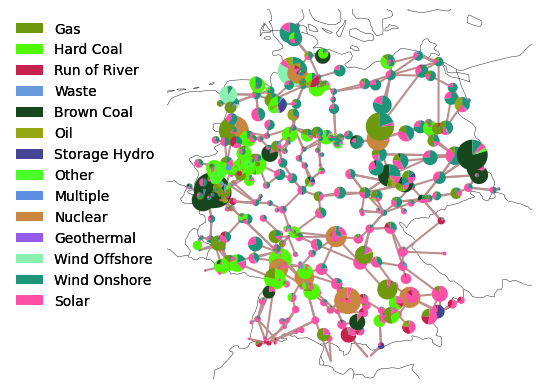 Gas
Hard Coal
Run of River
Waste
Brown Coal
Oil
Storage Hydro
Other
Multiple
Nuclear
Geothermal
Wind Offshore
Wind Onshore
Solar